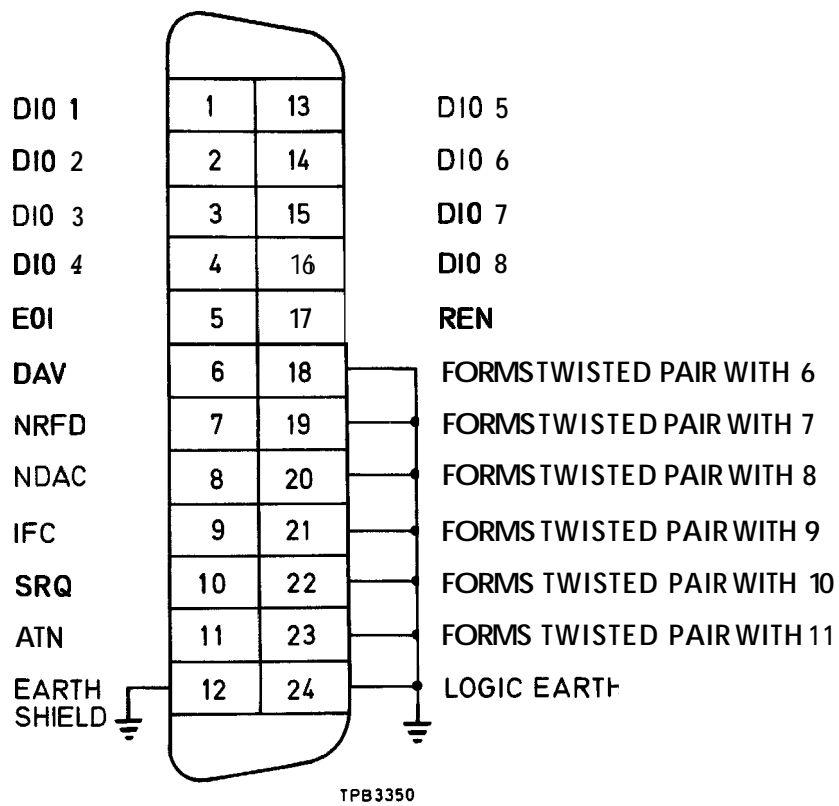 DIO 1 1 13 DIO 5
DIO 2 2 14 DIO 6
DIO 3 3 15 DIO 7
DIO 4 4 16 DIO 8
EOI 5 17 REN
DAV 6 18 FORMS TWISTED PAIR WITH 6
NRFD 7 19 FORMS TWISTED PAIR WITH 7
NDAC 8 20 FORMS TWISTED PAIR WITH 8
IFC 9 21 FORMS TWISTED PAIR WITH 9
SRQ 10 22 FORMS TWISTED PAIR WITH 10
ATN 11 23 FORMS TWISTED PAIR WITH 11
EARTH 12 24 LOGIC EARTH
SHIELD
TPB3350